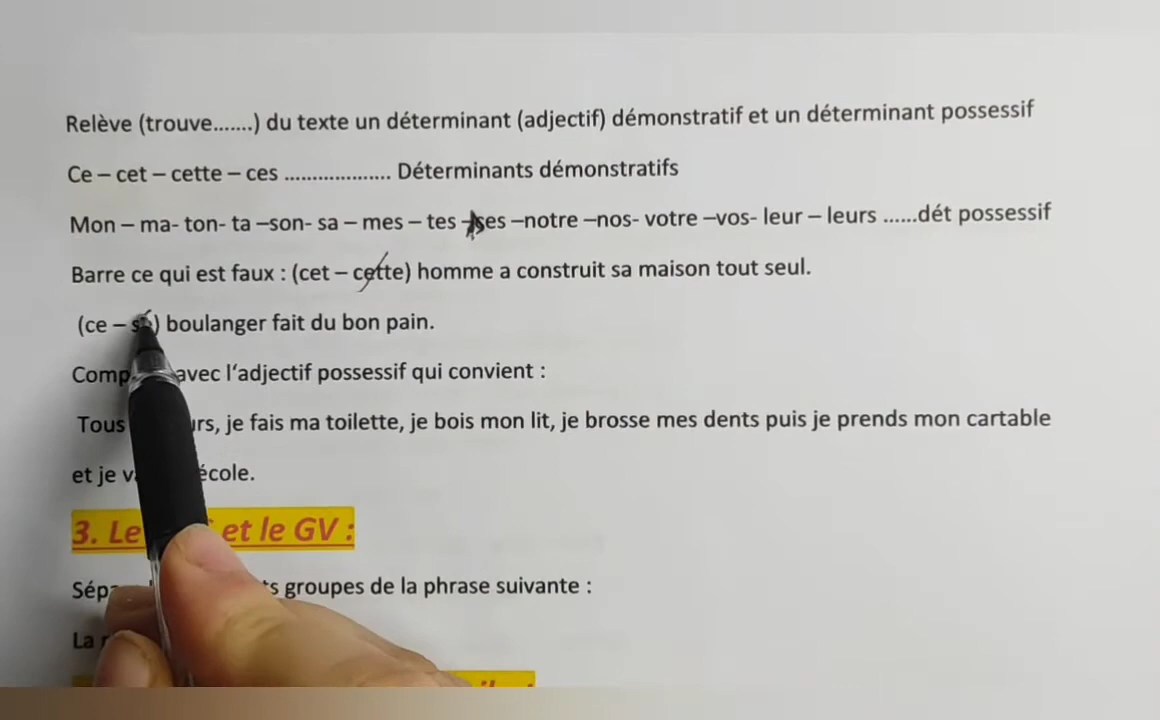 Relève (trouve.......) du texte un déterminant (adjectif) démonstratif et un déterminant possessif
Ce – cet – cette – ces ................... Déterminants démonstratifs
Mon – ma- ton- ta –son- sa – mes – tes –ses –notre –nos- votre –vos- leur – leurs ......dét possessif
Barre ce qui est faux : (cet – cette) homme a construit sa maison tout seul.
(ce – se) boulanger fait du bon pain.
avec l'adjectif possessif qui convient :
Tous je fais ma toilette, je bois mon lit, je brosse mes dents puis je prends mon cartable
et je école.
3. Le et le GV :
groupes de la phrase suivante :
La